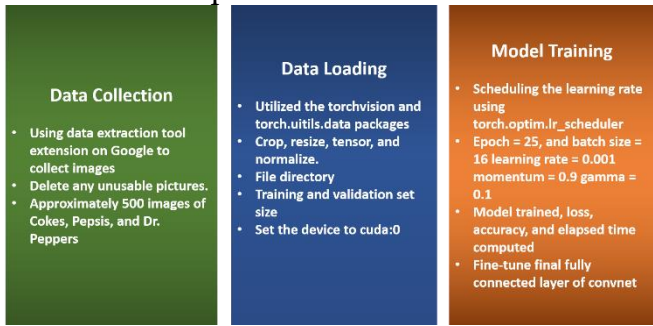 Data Collection
• Using data extraction tool
extension on Google to
collect images
• Delete any unusable pictures.
• Approximately 500 images of
Cokes, Pepsis, and Dr.
Peppers
Data Loading
• Utilized the torchvision and
torch.uitils.data packages
• Crop, resize, tensor, and
normalize.
• File directory
• Training and validation set
size
• Set the device to cuda:0
Model Training
• Scheduling the learning rate
using
torch.optim.lr_scheduler
• Epoch = 25, and batch size =
16 learning rate = 0.001
momentum = 0.9 gamma =
0.1
• Model trained, loss,
accuracy, and elapsed time
computed
• Fine-tune final fully
connected layer of convnet